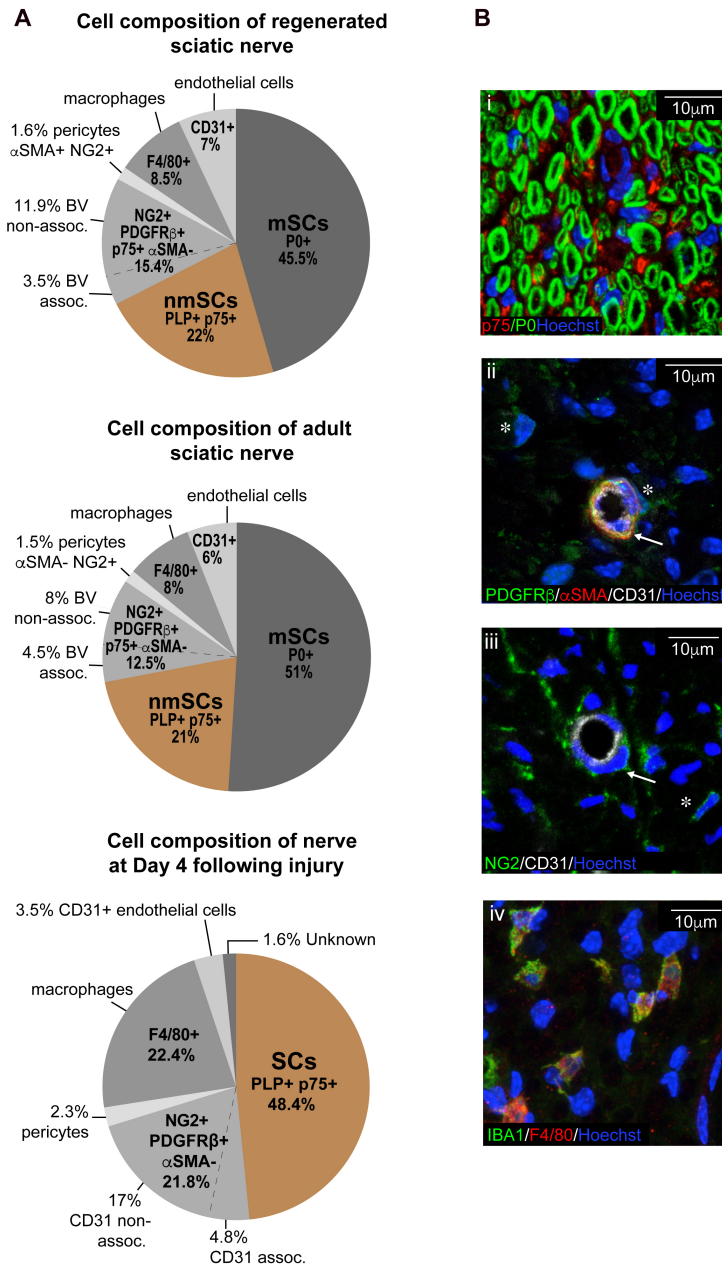 A
Cell composition of regenerated
sciatic nerve
endothelial cells
macrophages
1.6% pericytes
αSMA+ NG2+
CD31+
7%
F4/80+
8.5%
11.9% BV
non-assoc.
NG2+
PDGFRβ+
p75+ αSMA-
15.4%
mSCs
P0+
45.5%
3.5% BV
assoc.
nmSCs
PLP+ p75+
22%
Cell composition of adult
sciatic nerve
endothelial cells
macrophages
1.5% pericytes
αSMA- NG2+
CD31+
6%
F4/80+
8%
8% BV
non-assoc.
NG2+
PDGFRβ+
p75+ αSMA-
12.5%
mSCs
P0+
51%
4.5% BV
assoc.
nmSCs
PLP+ p75+
21%
Cell composition of nerve
at Day 4 following injury
3.5% CD31+ endothelial cells
1.6% Unknown
macrophages
F4/80+
22.4%
SCs
PLP+ p75+
48.4%
2.3%
pericytes
NG2+
PDGFRβ+
αSMA-
21.8%
17%
CD31 non-
assoc.
4.8%
CD31 assoc.
B
i
10μm
p75/P0Hoechst
ii
10μm
*
*
PDGFRβ/αSMA/CD31/Hoechst
iii
10μm
*
NG2/CD31/Hoechst
iv
10μm
IBA1/F4/80/Hoechst